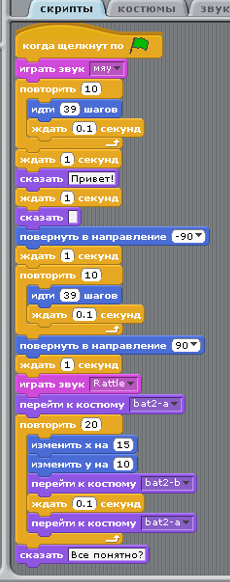 скрипты костюмы звук
когда щелкнут по
играть звук мяу
повторить 10
идти 39 шагов
ждать 0.1 секунд
ждать 1 секунд
сказать Привет!
ждать 1 секунд
сказать
повернуть в направление -90
ждать 1 секунд
повторить 10
идти 39 шагов
ждать 0.1 секунд
повернуть в направление 90
ждать 1 секунд
играть звук Rattle
перейти к костюму bat2-a
повторить 20
изменить х на 15
изменить у на 10
перейти к костюму bat2-b
ждать 0.1 секунд
перейти к костюму bat2-a
сказать Все понятно?